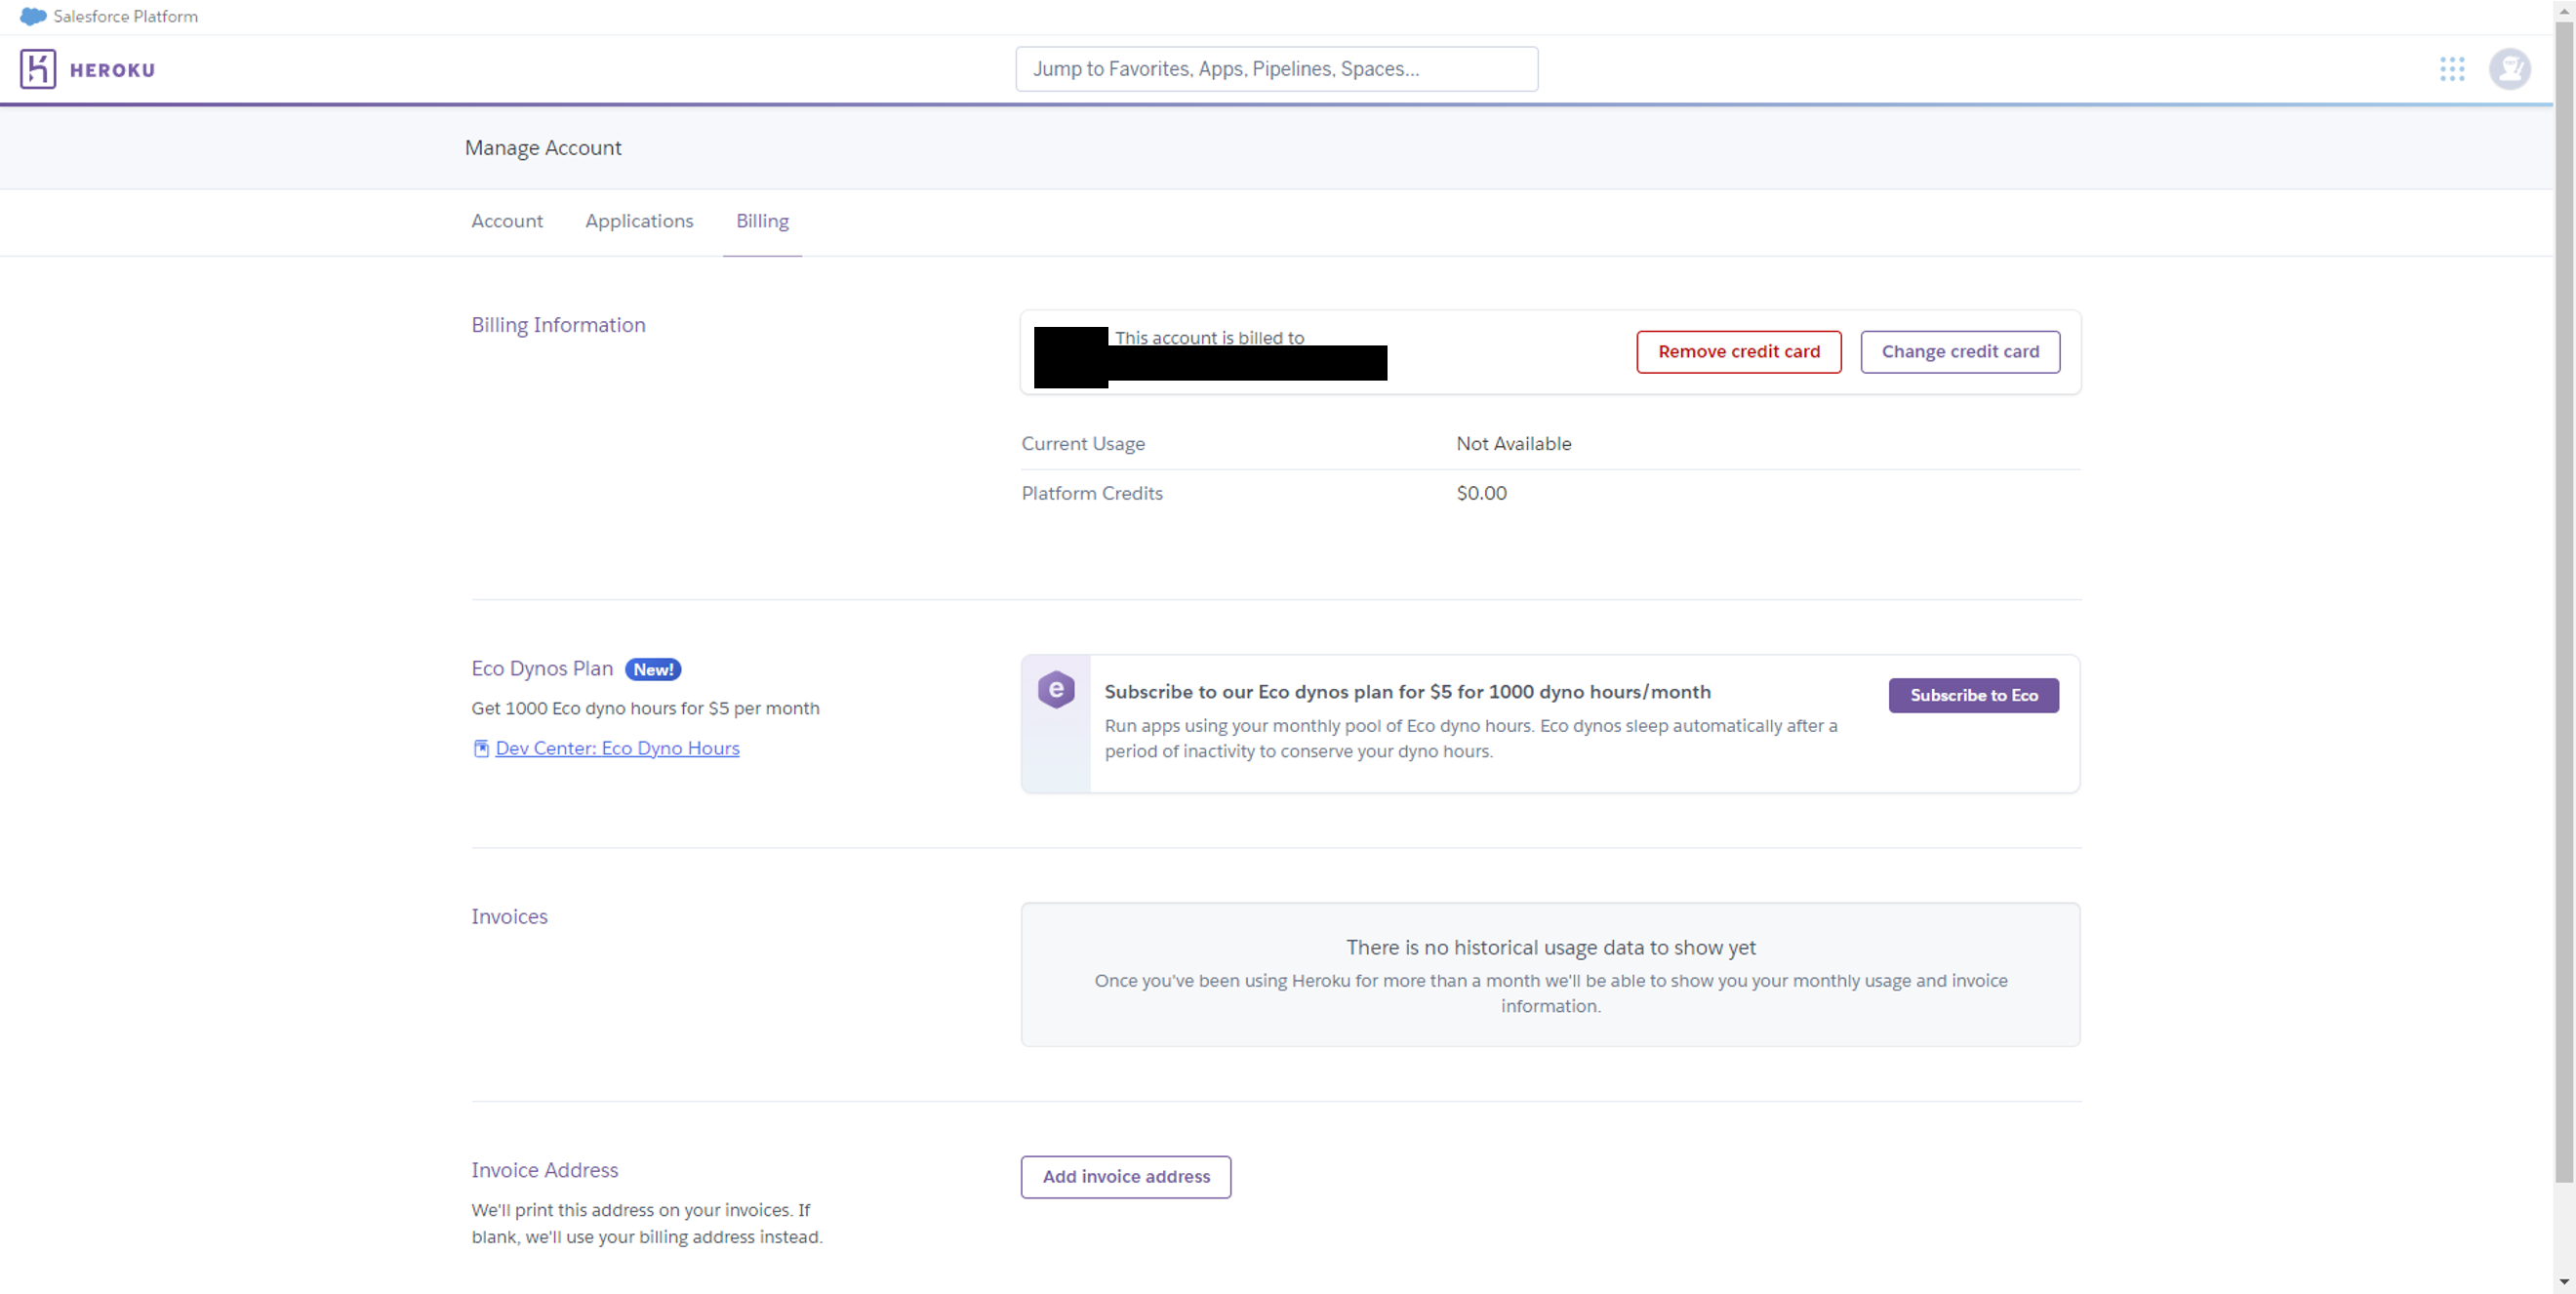 Salesforce Platform
HEROKU
Jump to Favorites, Apps, Pipelines, Spaces...
Manage Account
Account Applications Billing
Billing Information
This account is billed to
Remove credit card
Change credit card
Current Usage Not Available
Platform Credits $0.00
Eco Dynos Plan New!
Get 1000 Eco dyno hours for $5 per month
Dev Center: Eco Dyno Hours
e
Subscribe to our Eco dynos plan for $5 for 1000 dyno hours/month
Run apps using your monthly pool of Eco dyno hours. Eco dynos sleep automatically after a
period of inactivity to conserve your dyno hours.
Subscribe to Eco
Invoices
There is no historical usage data to show yet
Once you've been using Heroku for more than a month we'll be able to show you your monthly usage and invoice
information.
Invoice Address
We'll print this address on your invoices. If
blank, we'll use your billing address instead.
Add invoice address